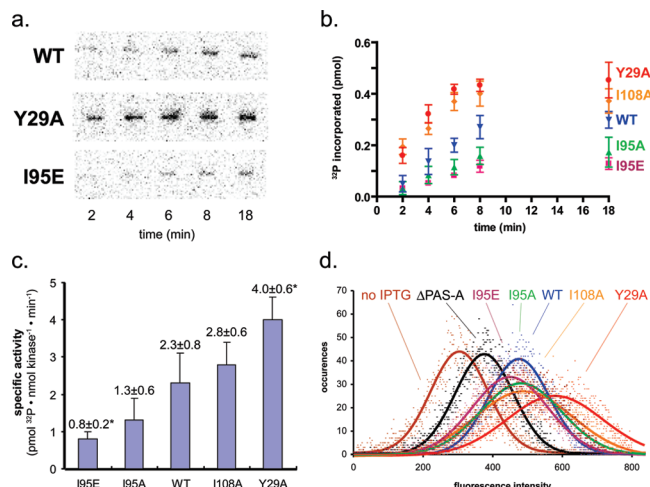 a.
WT
Y29A
I95E
2 4 6 8 18
time (min)
b.
³²P incorporated (pmol)
0.6
0.4
0.2
0.0
0 2 4 6 8 10 12 14 16 18
time (min)
Y29A
I108A
WT
I95A
I95E
c.
specific activity
(pmol ³²P • nmol kinase⁻¹ • min⁻¹)
5
4
3
2
1
0
0.8±0.2*
1.3±0.6
2.3±0.8
2.8±0.6
4.0±0.6*
I95E I95A WT I108A Y29A
d.
occurences
70
60
50
40
30
20
10
0
no IPTG ΔPAS-A I95E I95A WT I108A Y29A
0 200 400 600 800
fluorescence intensity